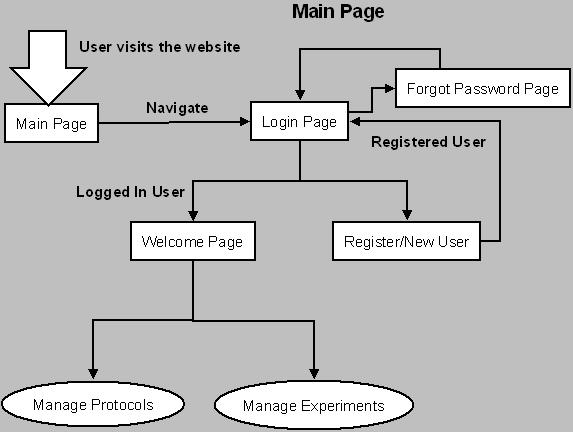 Main Page
User visits the website
Forgot Password Page
Navigate
Main Page
Login Page
Registered User
Logged In User
Welcome Page
Register/New User
Manage Protocols
Manage Experiments